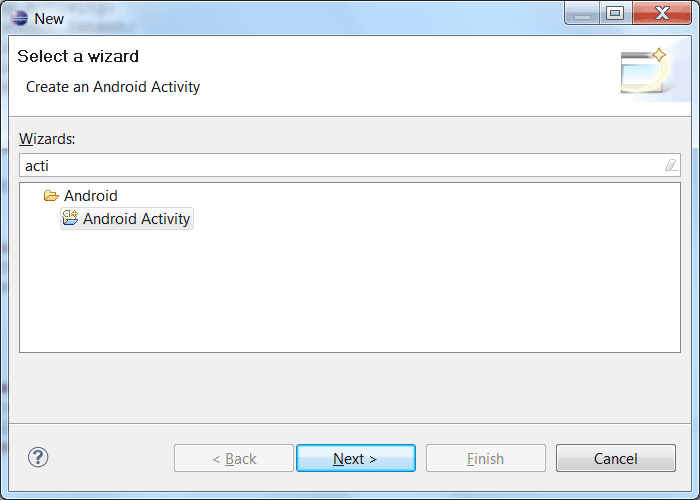 New
Select a wizard
Create an Android Activity
Wizards:
acti
Android
Android Activity
?
< Back Next > Finish Cancel